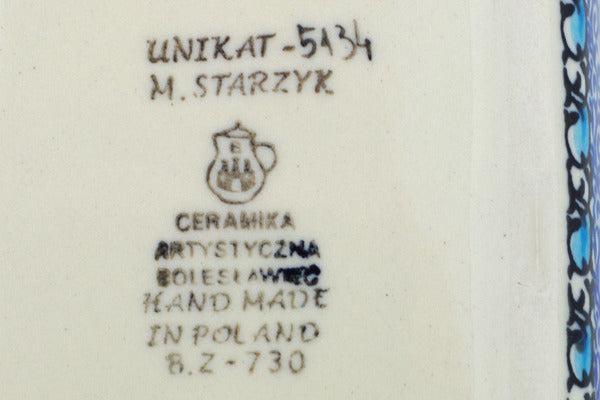 UNIKAT-5134
M. STARZYK
CERAMIKA
ARTYSTYCZNA
BOLESŁAWIEC
HAND MADE
IN POLAND
B.Z-730